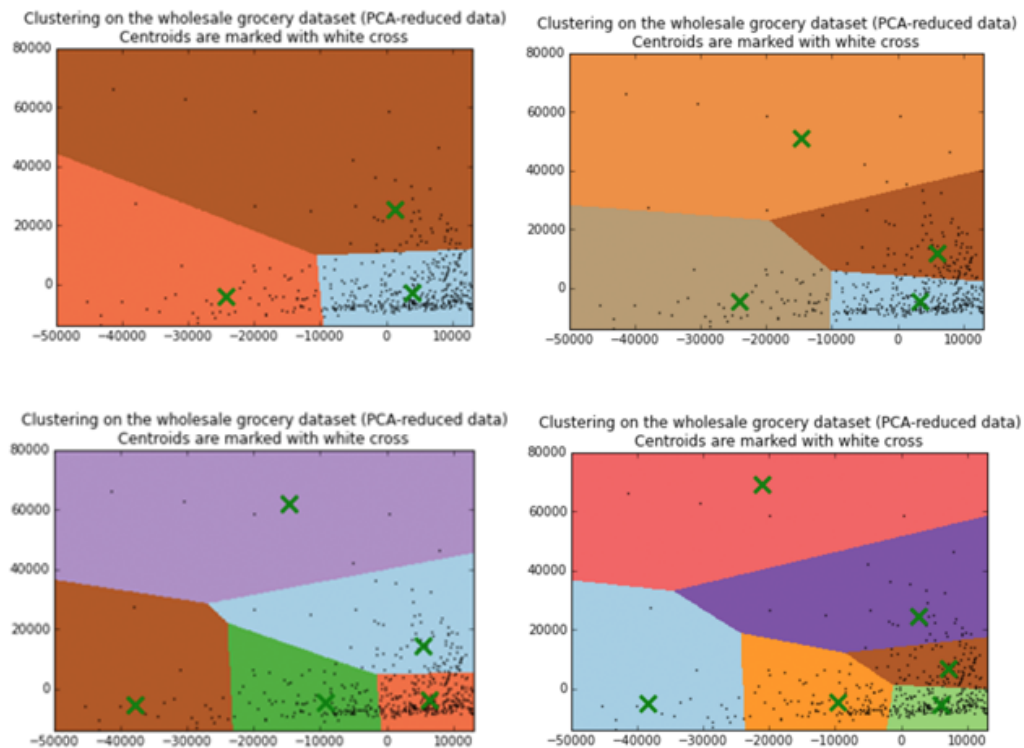 Clustering on the wholesale grocery dataset (PCA-reduced data)
Centroids are marked with white cross
80000
60000
40000
20000
0
−50000 −40000 −30000 −20000 −10000 0 10000
Clustering on the wholesale grocery dataset (PCA-reduced data)
Centroids are marked with white cross
80000
60000
40000
20000
0
−50000 −40000 −30000 −20000 −10000 0 10000
Clustering on the wholesale grocery dataset (PCA-reduced data)
Centroids are marked with white cross
80000
60000
40000
20000
0
−50000 −40000 −30000 −20000 −10000 0 10000
Clustering on the wholesale grocery dataset (PCA-reduced data)
Centroids are marked with white cross
80000
60000
40000
20000
0
−50000 −40000 −30000 −20000 −10000 0 10000